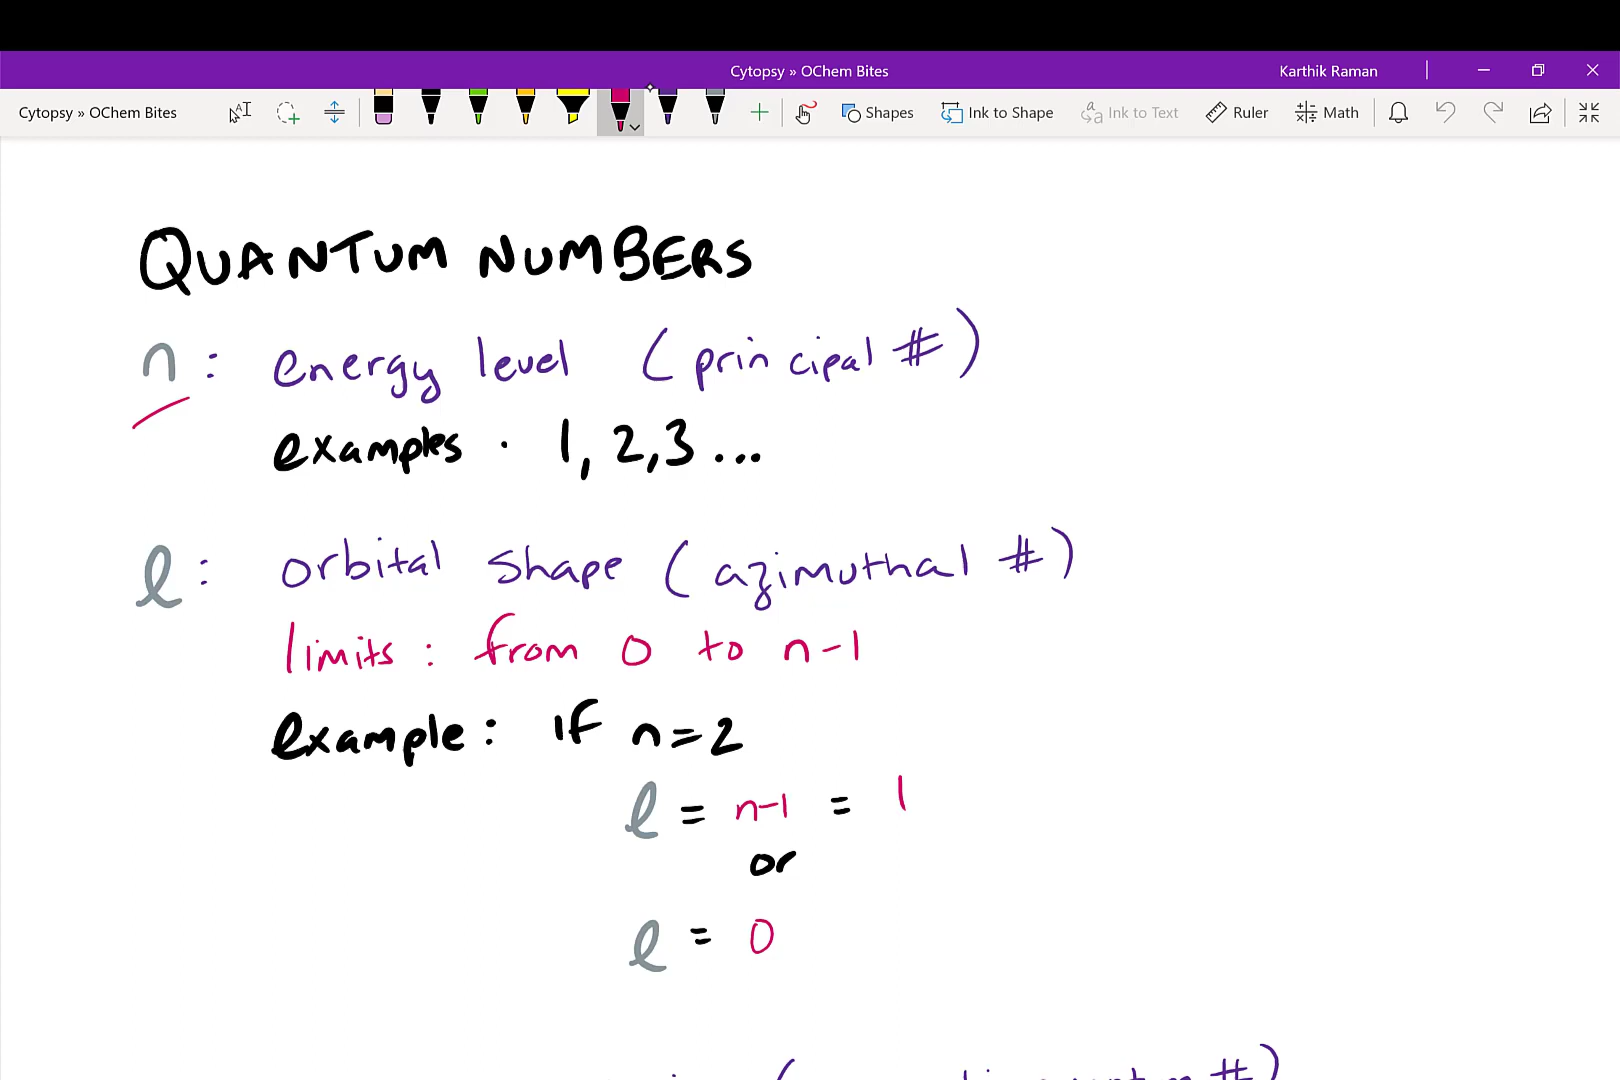 Cytopsy » OChem Bites
Karthik Raman
Cytopsy » OChem Bites
Shapes
Ink to Shape
Ink to Text
Ruler
Math
QUANTUM NUMBERS
n: energy level (principal #)
examples . 1, 2, 3 ...
l: orbital shape (azimuthal #)
limits: from 0 to n-1
example: if n=2
l = n-1 = 1
or
l = 0